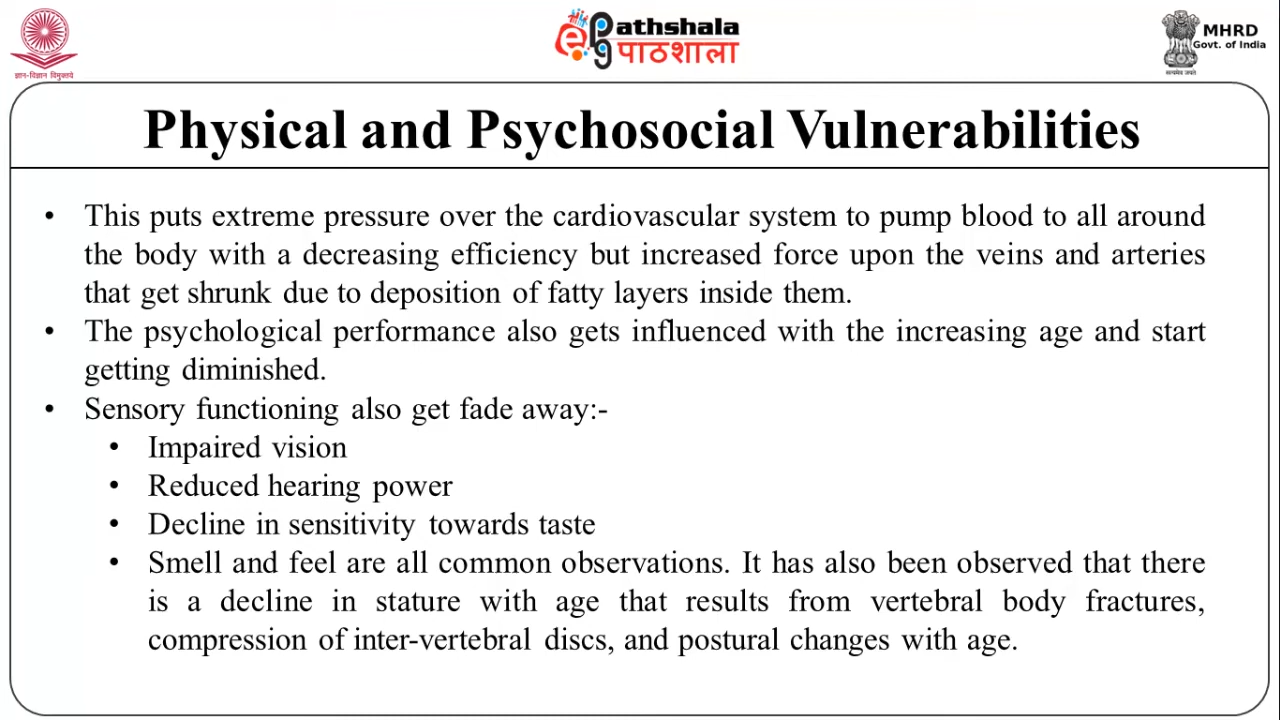 ज्ञान-विज्ञान विमुक्तये
ePathshala
पाठशाला
MHRD
Govt. of India
सत्यमेव जयते
Physical and Psychosocial Vulnerabilities
• This puts extreme pressure over the cardiovascular system to pump blood to all around
the body with a decreasing efficiency but increased force upon the veins and arteries
that get shrunk due to deposition of fatty layers inside them.
• The psychological performance also gets influenced with the increasing age and start
getting diminished.
• Sensory functioning also get fade away:-
• Impaired vision
• Reduced hearing power
• Decline in sensitivity towards taste
• Smell and feel are all common observations. It has also been observed that there
is a decline in stature with age that results from vertebral body fractures,
compression of inter-vertebral discs, and postural changes with age.